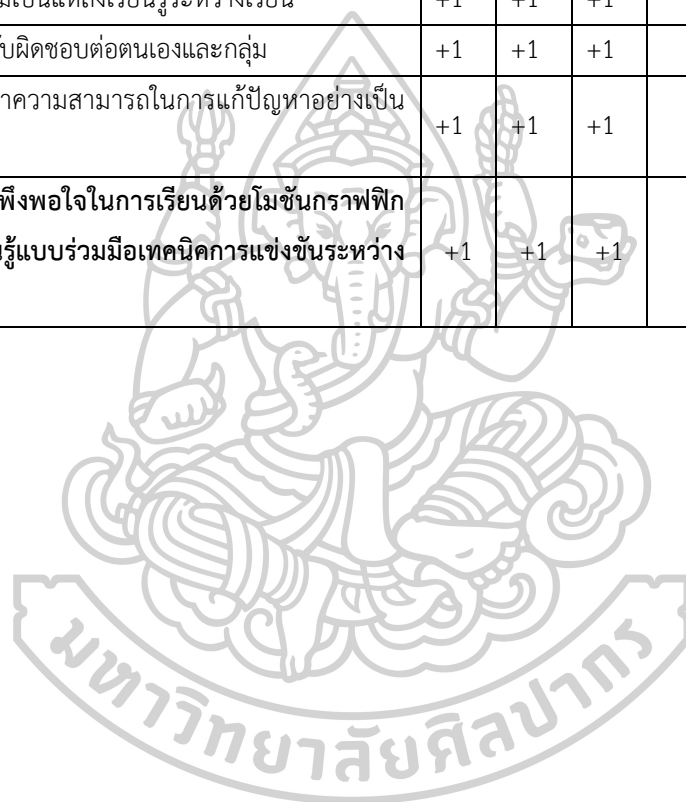 เป็นแหล่งเรียนรู้ระหว่างเรียน +1 +1 +1
ับผิดชอบต่อตนเองและกลุ่ม +1 +1 +1
าความสามารถในการแก้ปัญหาอย่างเป็น
+1 +1 +1
พึงพอใจในการเรียนด้วยโมชันกราฟฟิก
นรู้แบบร่วมมือเทคนิคการแข่งขันระหว่าง +1 +1 +1
มหาวิทยาลัยศิลปากร